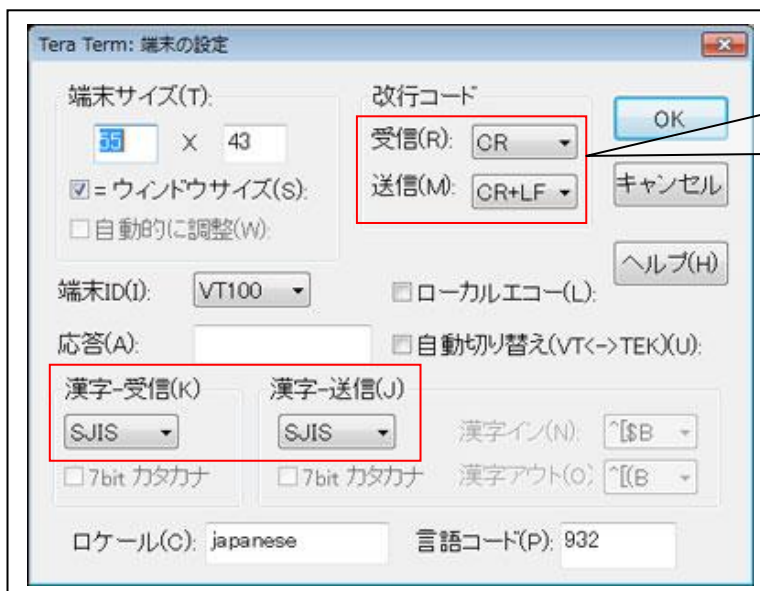 Tera Term: 端末の設定
端末サイズ(T):
55 X 43
=ウィンドウサイズ(S):
自動的に調整(W):
改行コード
受信(R): CR
送信(M): CR+LF
OK
キャンセル
ヘルプ(H)
端末ID(I): VT100
ローカルエコー(L):
応答(A):
自動切り替え(VT<->TEK)(U):
漢字-受信(K)
SJIS
7bit カタカナ
漢字-送信(J)
SJIS
7bit カタカナ
漢字イン(N): ^[$B
漢字アウト(O) ^[(B
ロケール(C): japanese
言語コード(P): 932